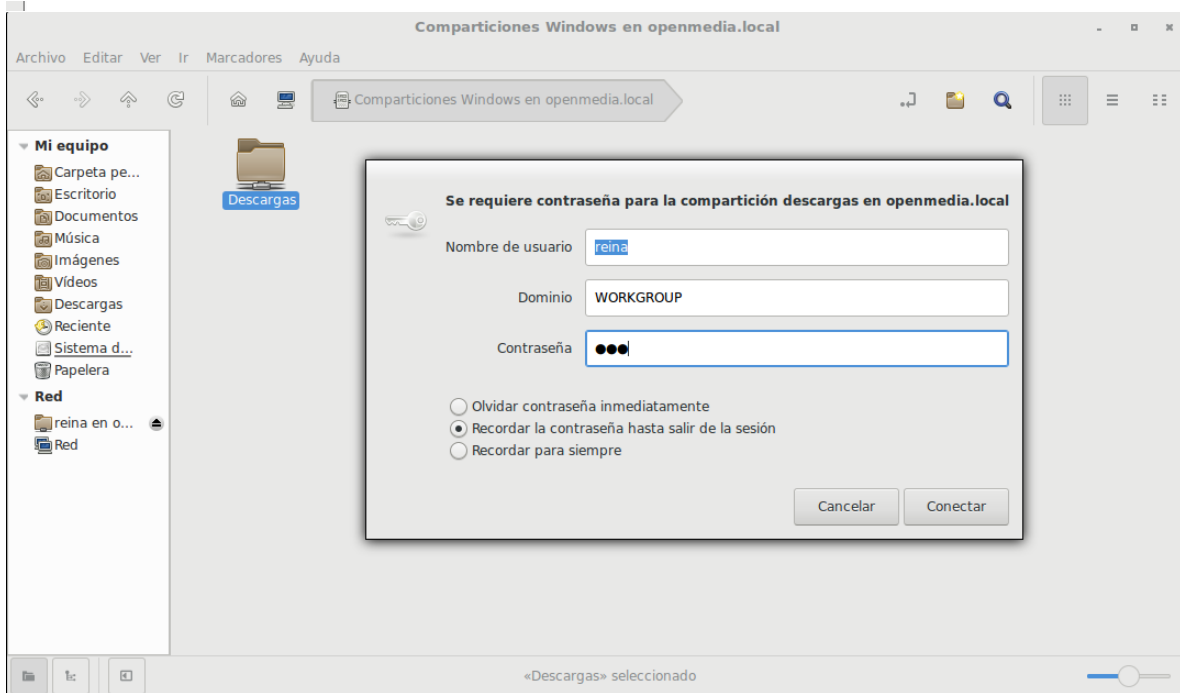 Comparticiones Windows en openmedia.local
Archivo Editar Ver Ir Marcadores Ayuda
Comparticiones Windows en openmedia.local
Mi equipo
Carpeta pe...
Escritorio
Documentos
Música
Imágenes
Vídeos
Descargas
Reciente
Sistema d...
Papelera
Red
reina en o...
Red
Descargas
Se requiere contraseña para la compartición descargas en openmedia.local
Nombre de usuario reina
Dominio WORKGROUP
Contraseña ●●●
Olvidar contraseña inmediatamente
Recordar la contraseña hasta salir de la sesión
Recordar para siempre
Cancelar Conectar
«Descargas» seleccionado